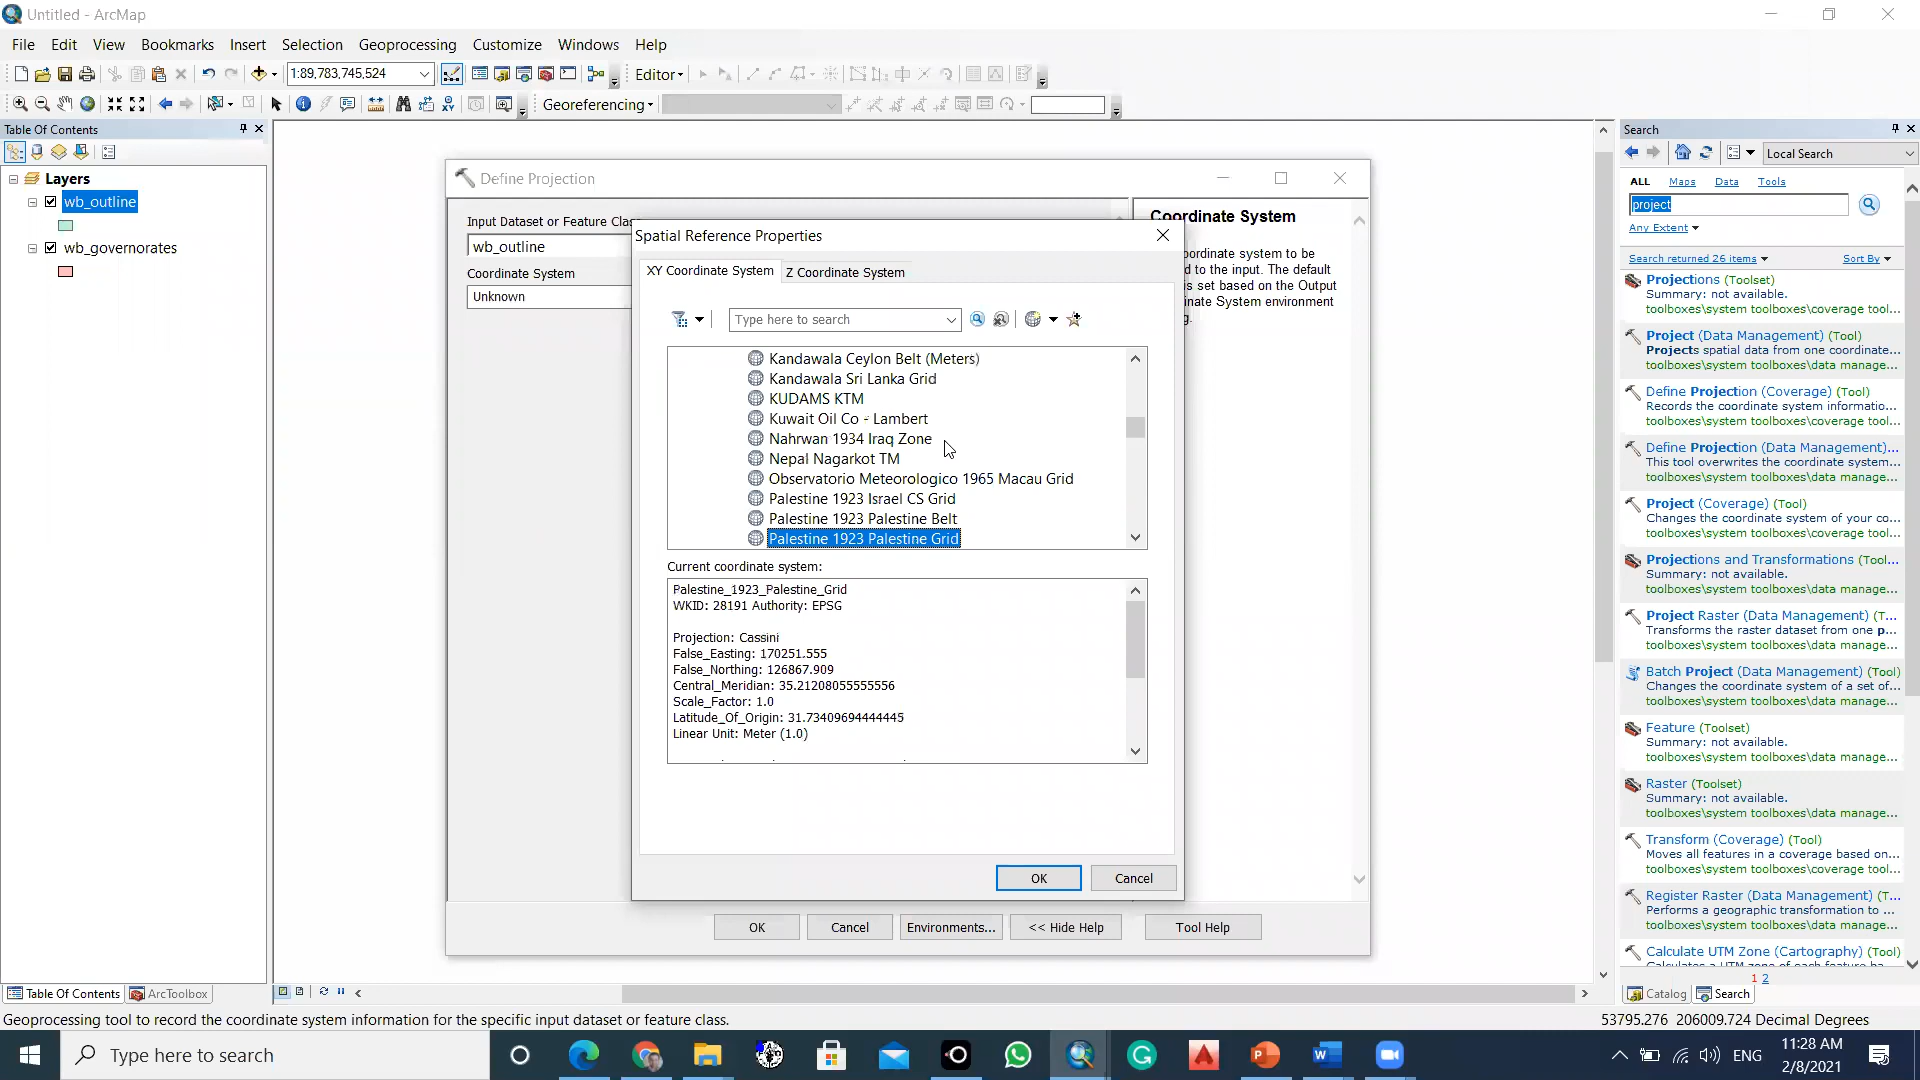 Untitled - ArcMap
File Edit View Bookmarks Insert Selection Geoprocessing Customize Windows Help
1:89,783,745,524
Editor
Georeferencing
Table Of Contents
Layers
wb_outline
wb_governorates
Define Projection
Input Dataset or Feature Clas
wb_outline
Coordinate System
Unknown
Coordinate System
oordinate system to be
d to the input. The default
is set based on the Output
inate System environment
g.
OK
Cancel
Environments...
<< Hide Help
Tool Help
Spatial Reference Properties
XY Coordinate System
Z Coordinate System
Type here to search
Kandawala Ceylon Belt (Meters)
Kandawala Sri Lanka Grid
KUDAMS KTM
Kuwait Oil Co - Lambert
Nahrwan 1934 Iraq Zone
Nepal Nagarkot TM
Observatorio Meteorologico 1965 Macau Grid
Palestine 1923 Israel CS Grid
Palestine 1923 Palestine Belt
Palestine 1923 Palestine Grid
Current coordinate system:
Palestine_1923_Palestine_Grid
WKID: 28191 Authority: EPSG
Projection: Cassini
False_Easting: 170251.555
False_Northing: 126867.909
Central_Meridian: 35.21208055555556
Scale_Factor: 1.0
Latitude_Of_Origin: 31.73409694444445
Linear Unit: Meter (1.0)
OK
Cancel
Search
Local Search
ALL Maps Data Tools
project
Any Extent
Search returned 26 items
Sort By
Projections (Toolset)
Summary: not available.
toolboxes\system toolboxes\coverage tool...
Project (Data Management) (Tool)
Projects spatial data from one coordinate...
toolboxes\system toolboxes\data manage...
Define Projection (Coverage) (Tool)
Records the coordinate system informatio...
toolboxes\system toolboxes\coverage tool...
Define Projection (Data Management)...
This tool overwrites the coordinate system...
toolboxes\system toolboxes\data manage...
Project (Coverage) (Tool)
Changes the coordinate system of your co...
toolboxes\system toolboxes\coverage tool...
Projections and Transformations (Tool...
Summary: not available.
toolboxes\system toolboxes\data manage...
Project Raster (Data Management) (T...
Transforms the raster dataset from one p...
toolboxes\system toolboxes\data manage...
Batch Project (Data Management) (Tool)
Changes the coordinate system of a set of...
toolboxes\system toolboxes\data manage...
Feature (Toolset)
Summary: not available.
toolboxes\system toolboxes\data manage...
Raster (Toolset)
Summary: not available.
toolboxes\system toolboxes\data manage...
Transform (Coverage) (Tool)
Moves all features in a coverage based on...
toolboxes\system toolboxes\coverage tool...
Register Raster (Data Management) (T...
Performs a geographic transformation to ...
toolboxes\system toolboxes\data manage...
Calculate UTM Zone (Cartography) (Tool)
1 2
Table Of Contents
ArcToolbox
Catalog
Search
Geoprocessing tool to record the coordinate system information for the specific input dataset or feature class.
53795.276 206009.724 Decimal Degrees
Type here to search
ENG
11:28 AM
2/8/2021